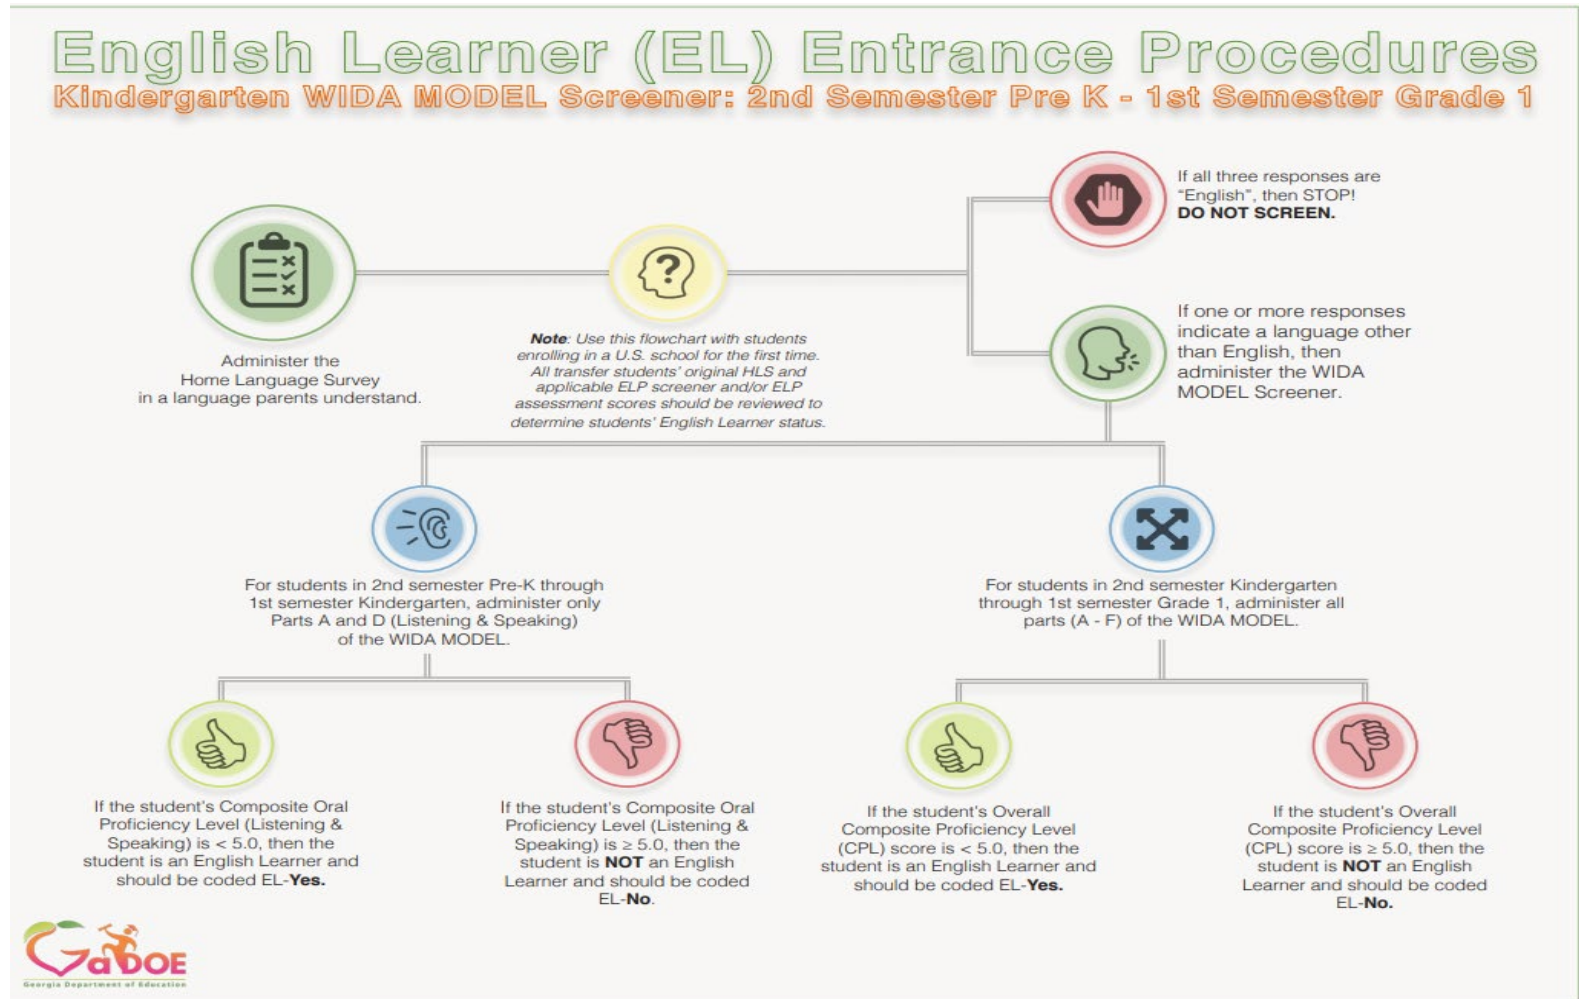 English Learner (EL) Entrance Procedures
Kindergarten WIDA MODEL Screener: 2nd Semester Pre K - 1st Semester Grade 1
If all three responses are
“English”, then STOP!
DO NOT SCREEN.
?
Administer the
Home Language Survey
in a language parents understand.
Note: Use this flowchart with students
enrolling in a U.S. school for the first time.
All transfer students’ original HLS and
applicable ELP screener and/or ELP
assessment scores should be reviewed to
determine students’ English Learner status.
If one or more responses
indicate a language other
than English, then
administer the WIDA
MODEL Screener.
For students in 2nd semester Pre-K through
1st semester Kindergarten, administer only
Parts A and D (Listening & Speaking)
of the WIDA MODEL.
For students in 2nd semester Kindergarten
through 1st semester Grade 1, administer all
parts (A - F) of the WIDA MODEL.
If the student’s Composite Oral
Proficiency Level (Listening &
Speaking) is < 5.0, then the
student is an English Learner and
should be coded EL-Yes.
If the student’s Composite Oral
Proficiency Level (Listening &
Speaking) is ≥ 5.0, then the
student is NOT an English
Learner and should be coded
EL-No.
If the student’s Overall
Composite Proficiency Level
(CPL) score is < 5.0, then the
student is an English Learner and
should be coded EL-Yes.
If the student’s Overall
Composite Proficiency Level
(CPL) score is ≥ 5.0, then the
student is NOT an English
Learner and should be coded
EL-No.
GaDOE
Georgia Department of Education